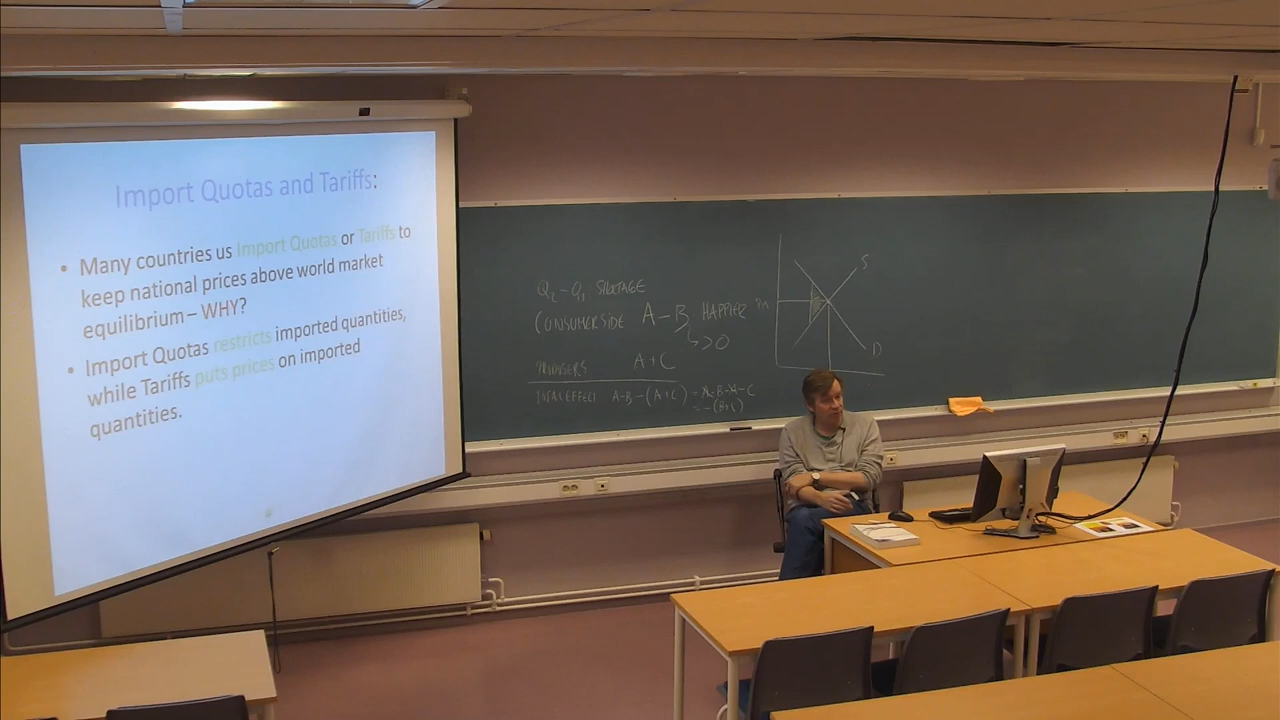 Import Quotas and Tariffs:
• Many countries us Import Quotas or Tariffs to
keep national prices above world market
equilibrium – WHY?
• Import Quotas restricts imported quantities,
while Tariffs puts prices on imported
quantities.
Q2 - Q1 SHORTAGE
CONSUMERSIDE A - B HAPPIER
↳ >0
PRODUCERS A + C
EFFECT A-B-(A+C) = A-B-A-C
= -(B+C)
S
D